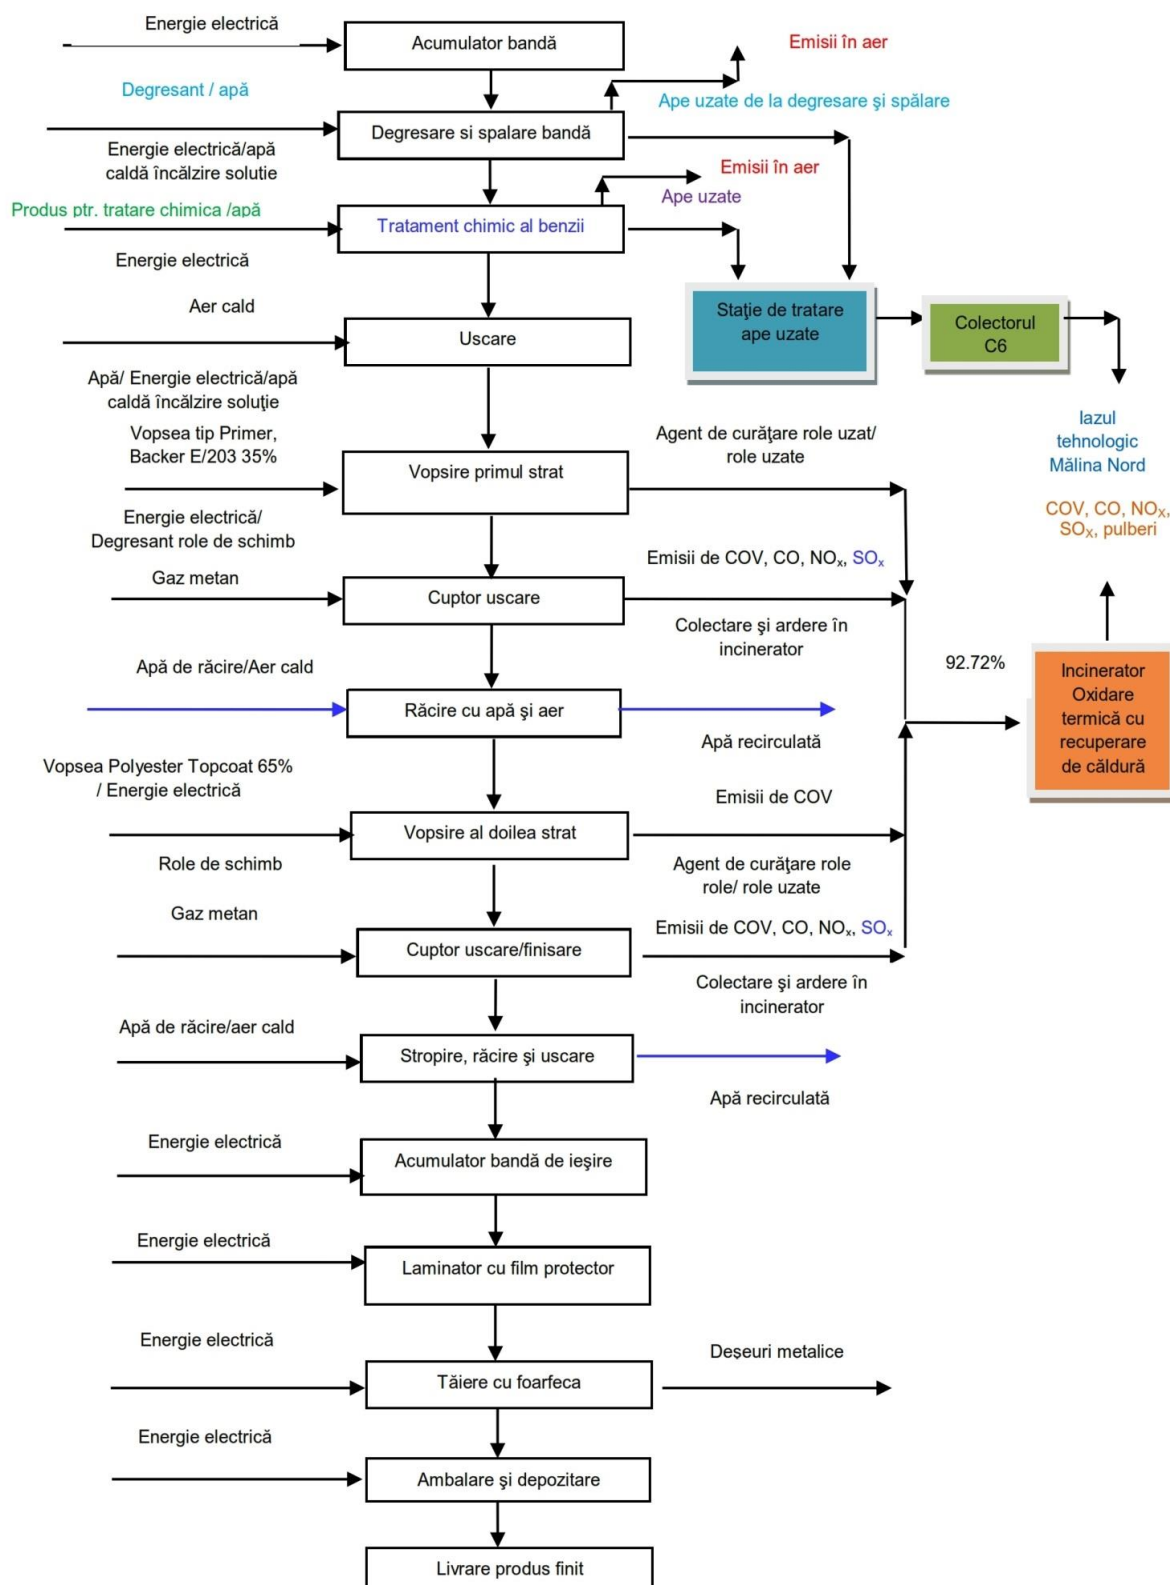 Energie electrică
Acumulator bandă
Emisii în aer
Degresant / apă
Ape uzate de la degresare şi spălare
Degresare si spalare bandă
Energie electrică/apă
caldă încălzire solutie
Emisii în aer
Ape uzate
Produs ptr. tratare chimica /apă
Tratament chimic al benzii
Energie electrică
Aer cald
Staţie de tratare
ape uzate
Colectorul
C6
Uscare
Apă/ Energie electrică/apă
caldă încălzire soluţie
Iazul
tehnologic
Mălina Nord
Vopsea tip Primer,
Backer E/203 35%
Agent de curăţare role uzat/
role uzate
Vopsire primul strat
COV, CO, NOX,
SOX, pulberi
Energie electrică/
Degresant role de schimb
Emisii de COV, CO, NOx, SOx
Gaz metan
Cuptor uscare
Colectare şi ardere în
incinerator
92.72%
Incinerator
Oxidare
termică cu
recuperare
de căldură
Apă de răcire/Aer cald
Răcire cu apă şi aer
Apă recirculată
Vopsea Polyester Topcoat 65%
/ Energie electrică
Emisii de COV
Vopsire al doilea strat
Role de schimb
Agent de curăţare role
role/ role uzate
Gaz metan
Emisii de COV, CO, NOx, SOx
Cuptor uscare/finisare
Colectare şi ardere în
incinerator
Apă de răcire/aer cald
Stropire, răcire şi uscare
Apă recirculată
Energie electrică
Acumulator bandă de ieşire
Energie electrică
Laminator cu film protector
Energie electrică
Deșeuri metalice
Tăiere cu foarfeca
Energie electrică
Ambalare şi depozitare
Livrare produs finit